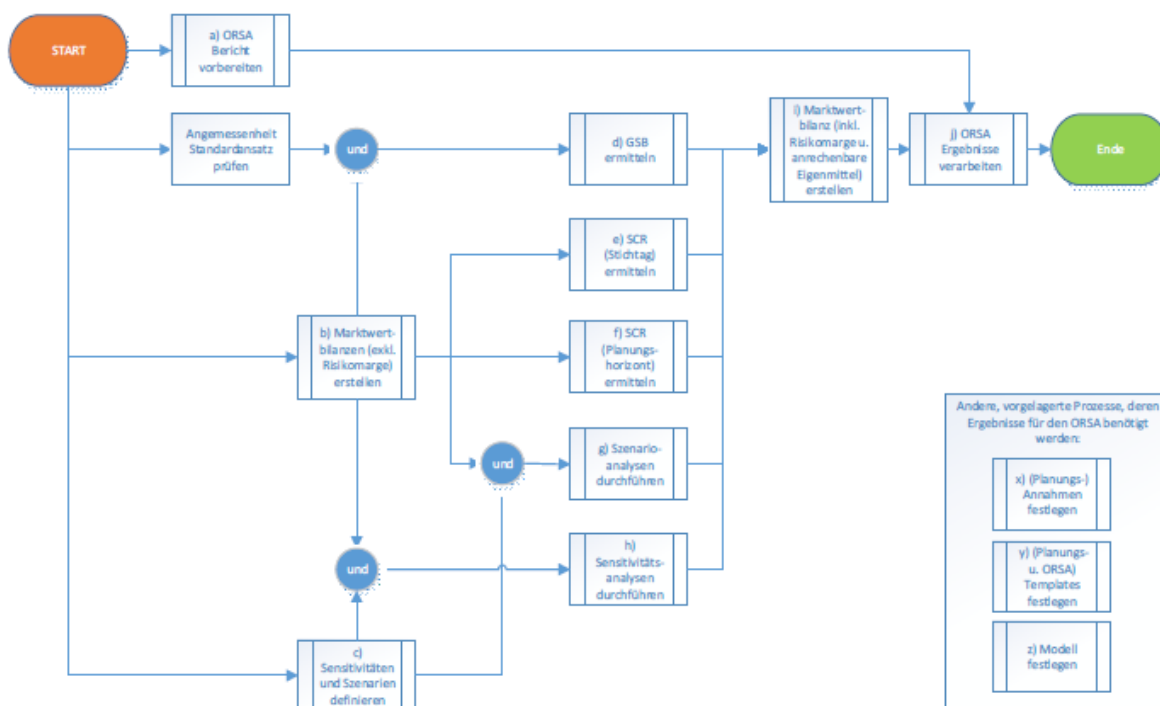 START
a) ORSA
Bericht
vorbereiten
Angemessenheit
Standardansatz
prüfen
und
d) GSB
ermitteln
i) Marktwert-
bilanz (inkl.
Risikomarge u.
anrechenbare
Eigenmittel)
erstellen
j) ORSA
Ergebnisse
verarbeiten
Ende
e) SCR
(Stichtag)
ermitteln
b) Marktwert-
bilanzen (exkl.
Risikomarge)
erstellen
f) SCR
(Planungs-
horizont)
ermitteln
und
g) Szenario-
analysen
durchführen
und
h)
Sensitivitäts-
analysen
durchführen
c)
Sensitivitäten
und Szenarien
definieren
Andere, vorgelagerte Prozesse, deren
Ergebnisse für den ORSA benötigt
werden:
x) (Planungs-)
Annahmen
festlegen
y) (Planungs-
u. ORSA)
Templates
festlegen
z) Modell
festlegen